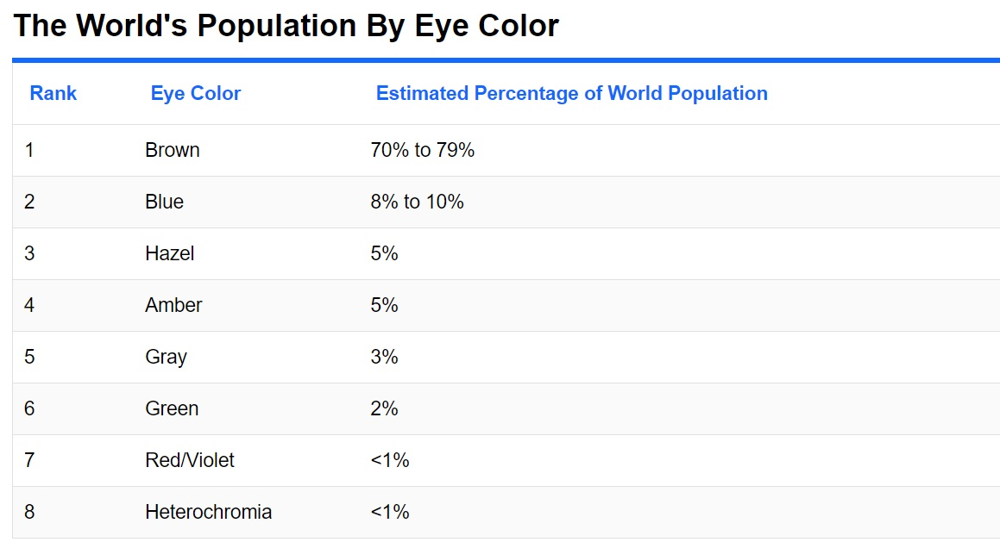 The World's Population By Eye Color
Rank Eye Color Estimated Percentage of World Population
1 Brown 70% to 79%
2 Blue 8% to 10%
3 Hazel 5%
4 Amber 5%
5 Gray 3%
6 Green 2%
7 Red/Violet <1%
8 Heterochromia <1%